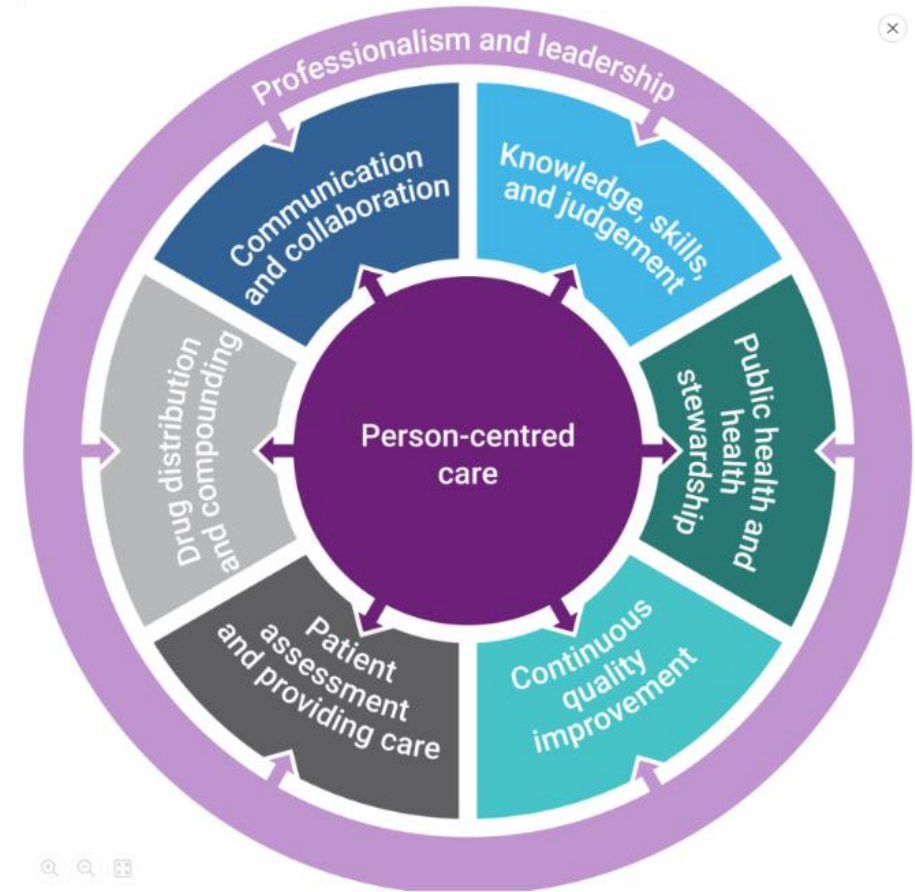 Professionalism and leadership
Communication
and collaboration
Knowledge, skills,
and judgement
Drug distribution
and compounding
Person-centred
care
Public health and
health
stewardship
Patient
assessment
and providing care
Continuous
quality
improvement